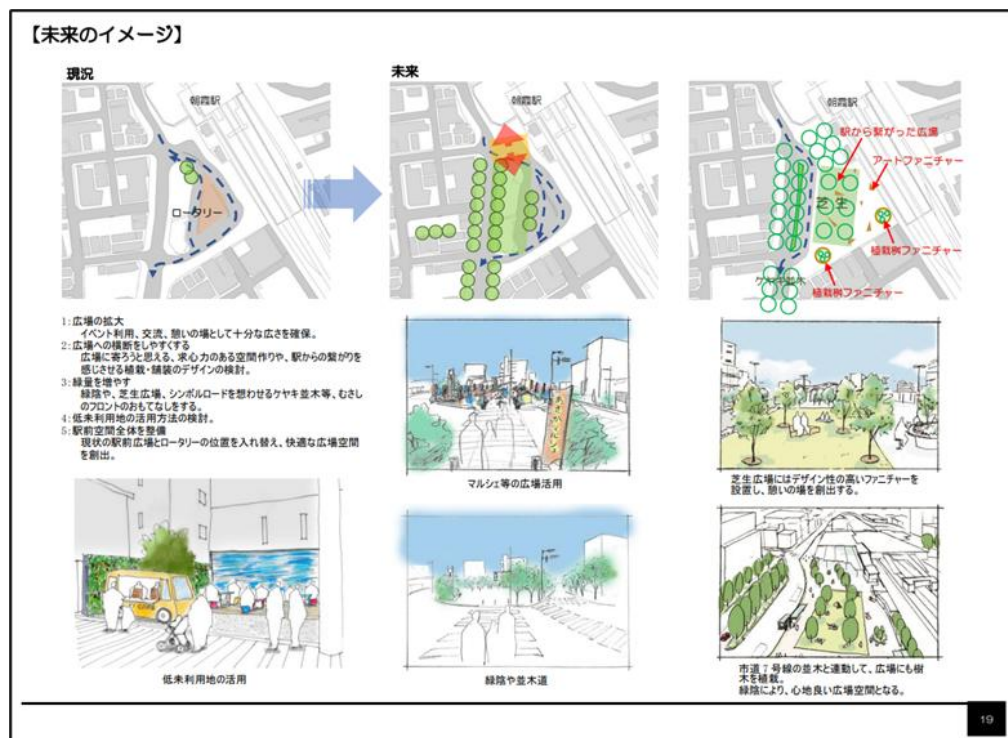 【未来のイメージ】
現況
未来
朝霞駅
ロータリー
朝霞駅
朝霞駅
駅から繋がった広場
アートファニチャー
芝生
植栽桝ファニチャー
植栽桝ファニチャー
ケヤキ並木
1:広場の拡大
イベント利用、交流、憩いの場として十分な広さを確保。
2:広場への横断をしやすくする
広場に寄ろうと思える、求心力のある空間作りや、駅からの繋がりを
感じさせる植栽・舗装のデザインの検討。
3:緑量を増やす
緑陰や、芝生広場、シンボルロードを想わせるケヤキ並木等、むさし
のフロントのおもてなしをする。
4:低未利用地の活用方法の検討。
5:駅前空間全体を整備
現状の駅前広場とロータリーの位置を入れ替え、快適な広場空間
を創出。
低未利用地の活用
マルシェ等の広場活用
緑陰や並木道
芝生広場にはデザイン性の高いファニチャーを
設置し、憩いの場を創出する。
市道7号線の並木と連動して、広場にも樹
木を植栽。
緑陰により、心地良い広場空間となる。
19